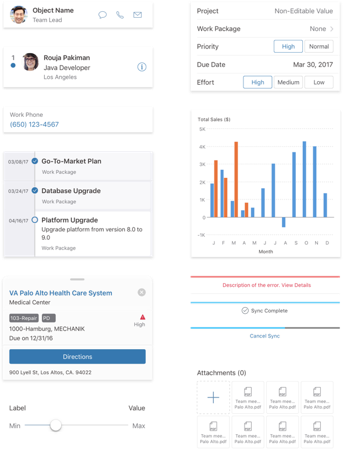 Object Name
Team Lead
1
Rouja Pakiman
Java Developer
Los Angeles
Work Phone
(650) 123-4567
03/08/17
Go-To-Market Plan
Work Package
03/24/17
Database Upgrade
Work Package
04/16/17
Platform Upgrade
Upgrade platform from version 8.0 to
9.0
Work Package
VA Palo Alto Health Care System
Medical Center
103-Repair
PD
1000-Hamburg, MECHANIK
High
Due on 12/31/16
Directions
900 Lyell St, Los Altos, CA. 94022
Label
Value
Min
Max
Project
Non-Editable Value
Work Package
None
Priority
High
Normal
Due Date
Mar 30, 2017
Effort
High
Medium
Low
Total Sales ($)
6K
5K
4K
3K
2K
1K
0
-1K
J F M A M J J A S O N D
Month
Description of the error. View Details
Sync Complete
Cancel Sync
Attachments (0)
Team mee...
Palo Alto.pdf
Team mee...
Palo Alto.pdf
Team mee...
Palo Alto.pdf
Team mee...
Palo Alto.pdf
Team mee...
Palo Alto.pdf
Team mee...
Palo Alto.pdf
Team mee...
Palo Alto.pdf